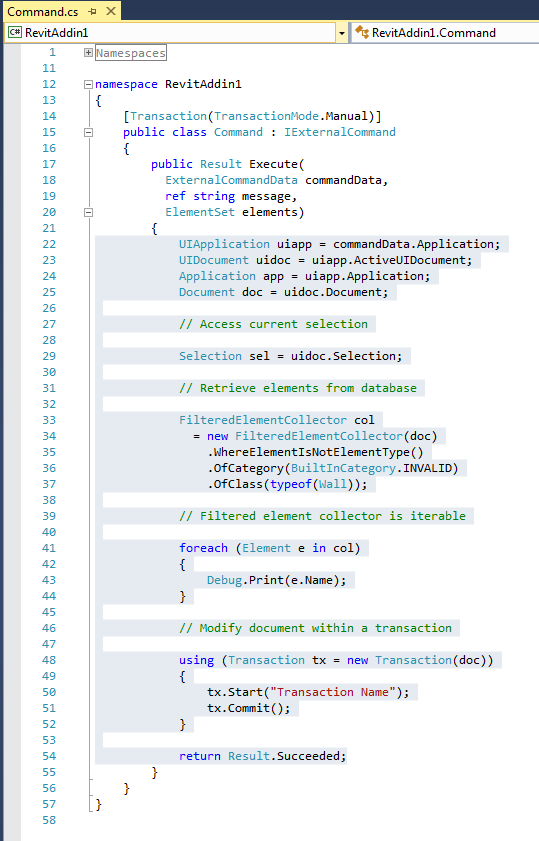 Command.cs
C# RevitAddin1 RevitAddin1.Command
1 Namespaces
11
12 namespace RevitAddin1
13 {
14 [Transaction(TransactionMode.Manual)]
15 public class Command : IExternalCommand
16 {
17 public Result Execute(
18 ExternalCommandData commandData,
19 ref string message,
20 ElementSet elements)
21 {
22 UIApplication uiapp = commandData.Application;
23 UIDocument uidoc = uiapp.ActiveUIDocument;
24 Application app = uiapp.Application;
25 Document doc = uidoc.Document;
26
27 // Access current selection
28
29 Selection sel = uidoc.Selection;
30
31 // Retrieve elements from database
32
33 FilteredElementCollector col
34 = new FilteredElementCollector(doc)
35 .WhereElementIsNotElementType()
36 .OfCategory(BuiltInCategory.INVALID)
37 .OfClass(typeof(Wall));
38
39 // Filtered element collector is iterable
40
41 foreach (Element e in col)
42 {
43 Debug.Print(e.Name);
44 }
45
46 // Modify document within a transaction
47
48 using (Transaction tx = new Transaction(doc))
49 {
50 tx.Start("Transaction Name");
51 tx.Commit();
52 }
53
54 return Result.Succeeded;
55 }
56 }
57 }
58